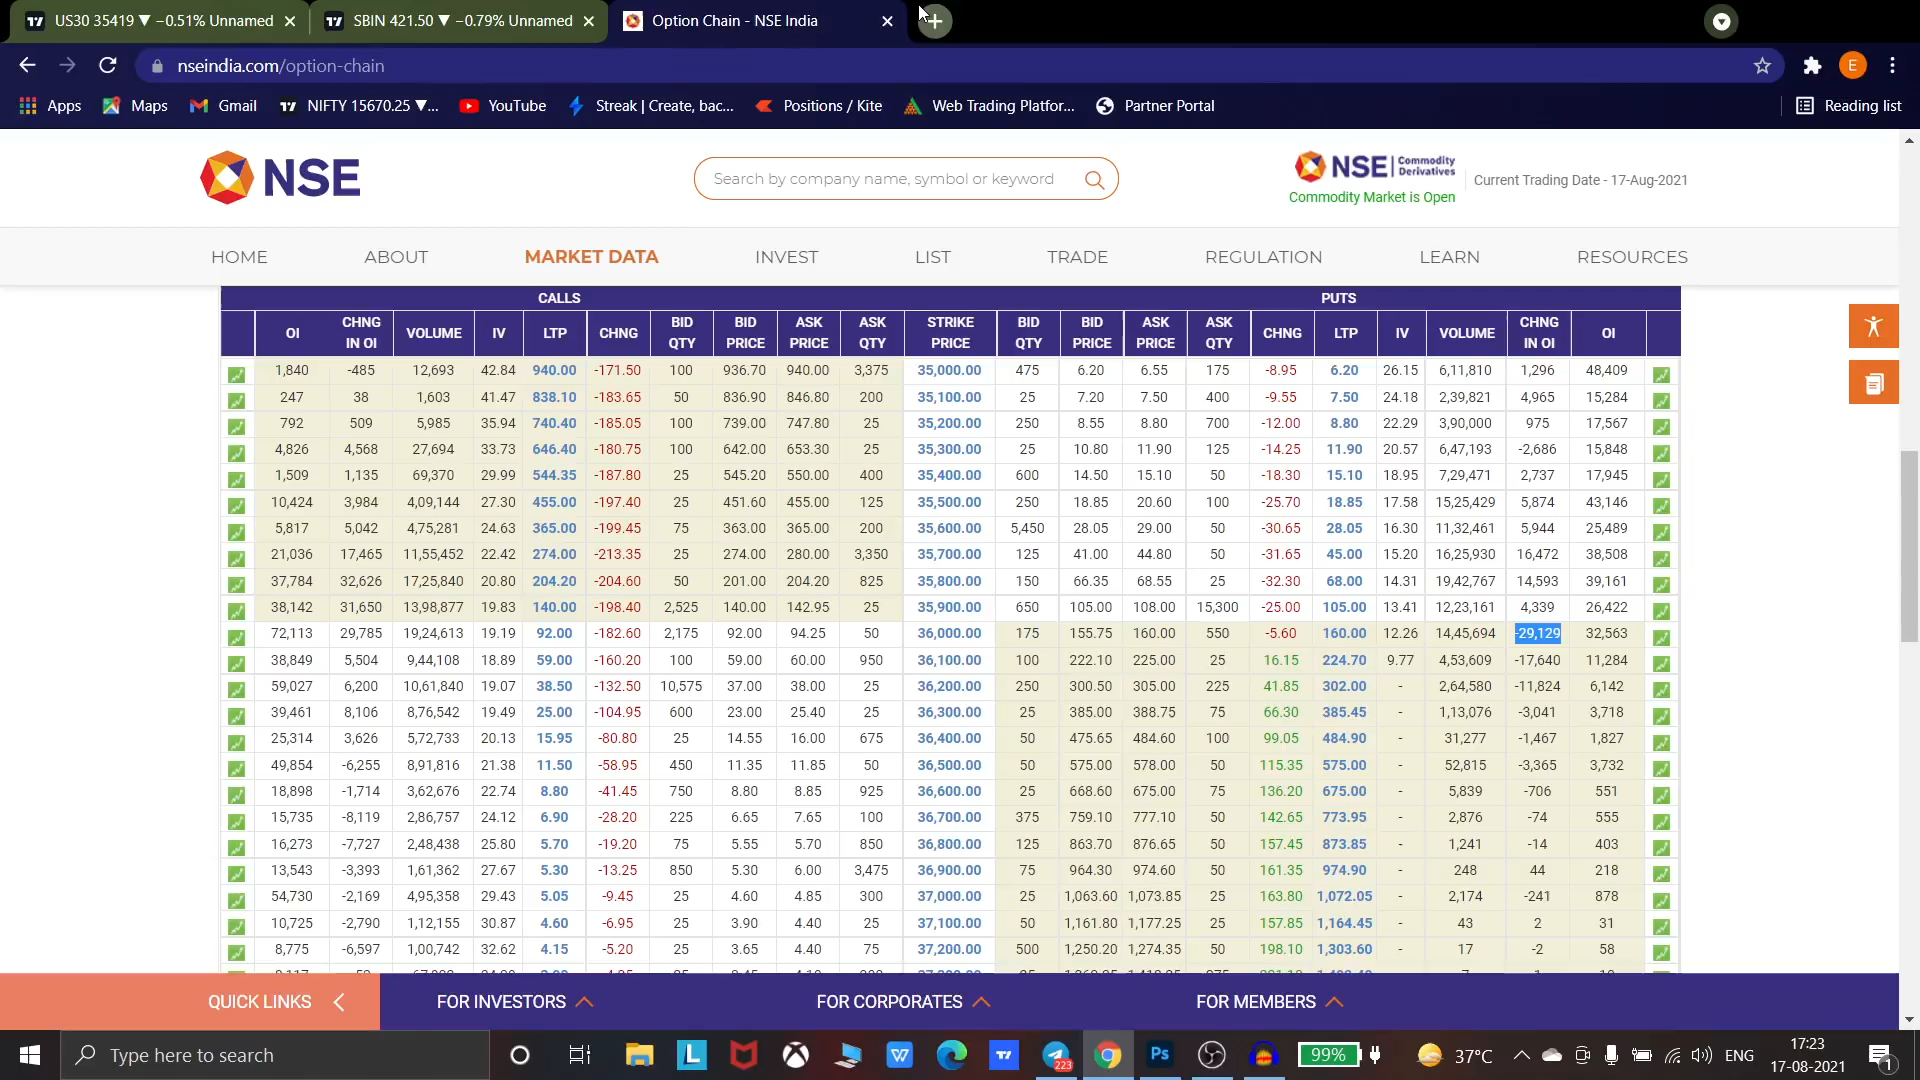 US30 35419 ▼ −0.51% Unnamed
SBIN 421.50 ▼ −0.79% Unnamed
Option Chain - NSE India
nseindia.com/option-chain
E
Apps Maps Gmail NIFTY 15670.25 ▼... YouTube Streak | Create, bac... Positions / Kite Web Trading Platfor... Partner Portal Reading list
NSE
Search by company name, symbol or keyword
NSE | Commodity Derivatives
Commodity Market is Open
Current Trading Date - 17-Aug-2021
HOME ABOUT MARKET DATA INVEST LIST TRADE REGULATION LEARN RESOURCES
CALLS PUTS
OI CHNG IN OI VOLUME IV LTP CHNG BID QTY BID PRICE ASK PRICE ASK QTY STRIKE PRICE BID QTY BID PRICE ASK PRICE ASK QTY CHNG LTP IV VOLUME CHNG IN OI OI
1,840 -485 12,693 42.84 940.00 -171.50 100 936.70 940.00 3,375 35,000.00 475 6.20 6.55 175 -8.95 6.20 26.15 6,11,810 1,296 48,409
247 38 1,603 41.47 838.10 -183.65 50 836.90 846.80 200 35,100.00 25 7.20 7.50 400 -9.55 7.50 24.18 2,39,821 4,965 15,284
792 509 5,985 35.94 740.40 -185.05 100 739.00 747.80 25 35,200.00 250 8.55 8.80 700 -12.00 8.80 22.29 3,90,000 975 17,567
4,826 4,568 27,694 33.73 646.40 -180.75 100 642.00 653.30 25 35,300.00 25 10.80 11.90 125 -14.25 11.90 20.57 6,47,193 -2,686 15,848
1,509 1,135 69,370 29.99 544.35 -187.80 25 545.20 550.00 400 35,400.00 600 14.50 15.10 50 -18.30 15.10 18.95 7,29,471 2,737 17,945
10,424 3,984 4,09,144 27.30 455.00 -197.40 25 451.60 455.00 125 35,500.00 250 18.85 20.60 100 -25.70 18.85 17.58 15,25,429 5,874 43,146
5,817 5,042 4,75,281 24.63 365.00 -199.45 75 363.00 365.00 200 35,600.00 5,450 28.05 29.00 50 -30.65 28.05 16.30 11,32,461 5,944 25,489
21,036 17,465 11,55,452 22.42 274.00 -213.35 25 274.00 280.00 3,350 35,700.00 125 41.00 44.80 50 -31.65 45.00 15.20 16,25,930 16,472 38,508
37,784 32,626 17,25,840 20.80 204.20 -204.60 50 201.00 204.20 825 35,800.00 150 66.35 68.55 25 -32.30 68.00 14.31 19,42,767 14,593 39,161
38,142 31,650 13,98,877 19.83 140.00 -198.40 2,525 140.00 142.95 25 35,900.00 650 105.00 108.00 15,300 -25.00 105.00 13.41 12,23,161 4,339 26,422
72,113 29,785 19,24,613 19.19 92.00 -182.60 2,175 92.00 94.25 50 36,000.00 175 155.75 160.00 550 -5.60 160.00 12.26 14,45,694 -29,129 32,563
38,849 5,504 9,44,108 18.89 59.00 -160.20 100 59.00 60.00 950 36,100.00 100 222.10 225.00 25 16.15 224.70 9.77 4,53,609 -17,640 11,284
59,027 6,200 10,61,840 19.07 38.50 -132.50 10,575 37.00 38.00 25 36,200.00 250 300.50 305.00 225 41.85 302.00 - 2,64,580 -11,824 6,142
39,461 8,106 8,76,542 19.49 25.00 -104.95 600 23.00 25.40 25 36,300.00 25 385.00 388.75 75 66.30 385.45 - 1,13,076 -3,041 3,718
25,314 3,626 5,72,733 20.13 15.95 -80.80 25 14.55 16.00 675 36,400.00 50 475.65 484.60 100 99.05 484.90 - 31,277 -1,467 1,827
49,854 -6,255 8,91,816 21.38 11.50 -58.95 450 11.35 11.85 50 36,500.00 50 575.00 578.00 50 115.35 575.00 - 52,815 -3,365 3,732
18,898 -1,714 3,62,676 22.74 8.80 -41.45 750 8.80 8.85 925 36,600.00 25 668.60 675.00 75 136.20 675.00 - 5,839 -706 551
15,735 -8,119 2,86,757 24.12 6.90 -28.20 225 6.65 7.65 100 36,700.00 375 759.10 777.10 50 142.65 773.95 - 2,876 -74 555
16,273 -7,727 2,48,438 25.80 5.70 -19.20 75 5.55 5.70 850 36,800.00 125 863.70 876.65 50 157.45 873.85 - 1,241 -14 403
13,543 -3,393 1,61,362 27.67 5.30 -13.25 850 5.30 6.00 3,475 36,900.00 75 964.30 974.60 50 161.35 974.90 - 248 44 218
54,730 -2,169 4,95,358 29.43 5.05 -9.45 25 4.60 4.85 300 37,000.00 25 1,063.60 1,073.85 25 163.80 1,072.05 - 2,174 -241 878
10,725 -2,790 1,12,155 30.87 4.60 -6.95 25 3.90 4.40 25 37,100.00 50 1,161.80 1,177.25 50 157.85 1,164.45 - 43 2 31
8,775 -6,597 1,00,742 32.62 4.15 -5.20 25 3.65 4.40 75 37,200.00 500 1,250.20 1,274.35 50 198.10 1,303.60 - 17 -2 58
QUICK LINKS FOR INVESTORS FOR CORPORATES FOR MEMBERS
Type here to search
223
Ps
99%
37°C
ENG
17:23
17-08-2021
1